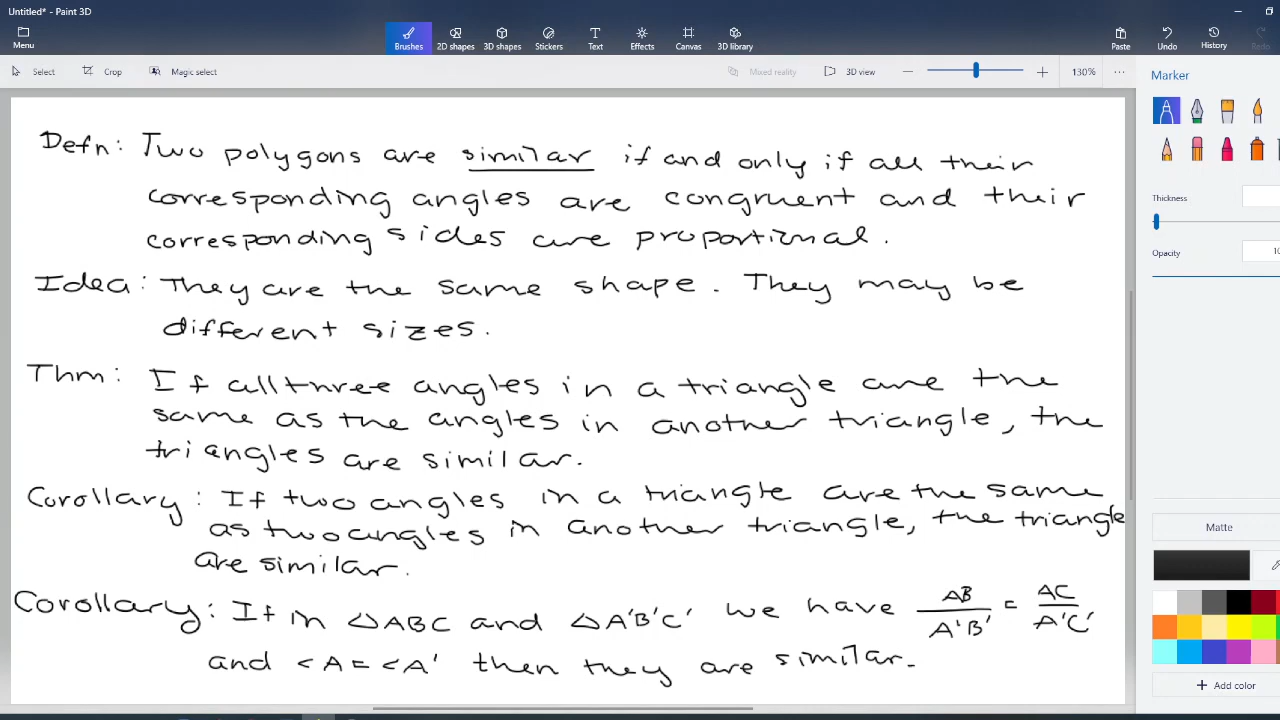 Untitled* - Paint 3D
Menu
Brushes 2D shapes 3D shapes Stickers Text Effects Canvas 3D library Paste Undo History Redo
Select Crop Magic select Mixed reality 3D view 130%
Marker
Thickness
Opacity
Matte
Add color
Defn: Two polygons are similar if and only if all their
corresponding angles are congruent and their
corresponding sides are proportional.
Idea: They are the same shape. They may be
different sizes.
Thm: If all three angles in a triangle are the
same as the angles in another triangle, the
triangles are similar.
Corollary: If two angles in a triangle are the same
as two angles in another triangle, the triangle
are similar.
Corollary: If in △ABC and △A'B'C' we have AB/A'B' = AC/A'C'
and <A = <A' then they are similar.